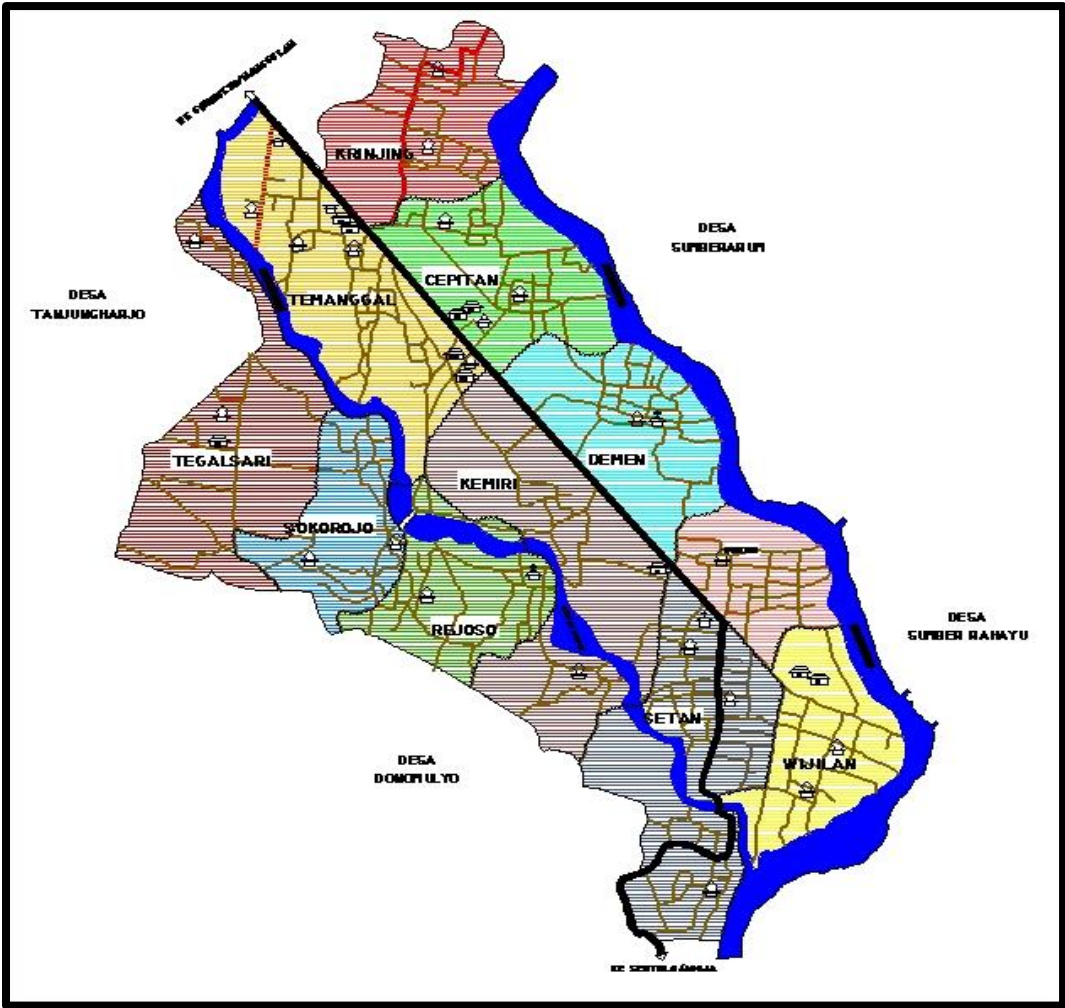 KRINJING
DESA
SUMBERARUM
CEPITAN
DESA
TANJUNGHARJO
TEMANGGAL
TEGALSARI
DEMEN
KEMIRI
SOKOROJO
DESA
SUMBER RAHAYU
REJOSO
SETAN
DESA
DONOMULYO
WIJILAN
KE